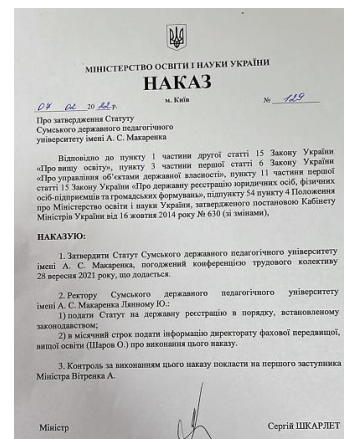 МІНІСТЕРСТВО ОСВІТИ І НАУКИ УКРАЇНИ
НАКАЗ
07 02 2022 р. м. Київ № 129
Про затвердження Статуту
Сумського державного педагогічного
університету імені А. С. Макаренка
Відповідно до пункту 1 частини другої статті 15 Закону України
«Про вищу освіту», пункту 3 частини першої статті 6 Закону України
«Про управління об'єктами державної власності», пункту 11 частини першої
статті 15 Закону України «Про державну реєстрацію юридичних осіб, фізичних
осіб-підприємців та громадських формувань», підпункту 54 пункту 4 Положення
про Міністерство освіти і науки України, затвердженого постановою Кабінету
Міністрів України від 16 жовтня 2014 року № 630 (зі змінами),
НАКАЗУЮ:
1. Затвердити Статут Сумського державного педагогічного університету
імені А. С. Макаренка, погоджений конференцією трудового колективу
28 вересня 2021 року, що додається.
2. Ректору Сумського державного педагогічного університету
імені А. С. Макаренка Лянному Ю.:
1) подати Статут на державну реєстрацію в порядку, встановленому
законодавством;
2) в місячний строк подати інформацію директорату фахової передвищої,
вищої освіти (Шаров О.) про виконання цього наказу.
3. Контроль за виконанням цього наказу покласти на першого заступника
Міністра Вітренка А.
Міністр Сергій ШКАРЛЕТ